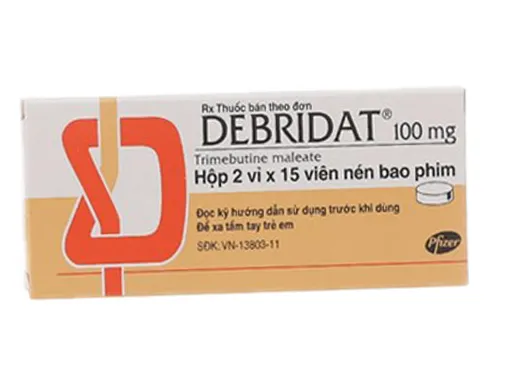 Rx Thuốc bán theo đơn
DEBRIDAT® 100 mg
Trimebutine maleate
Hộp 2 vỉ x 15 viên nén bao phim
Đọc kỹ hướng dẫn sử dụng trước khi dùng
Để xa tầm tay trẻ em
SĐK: VN-13803-11
Pfizer